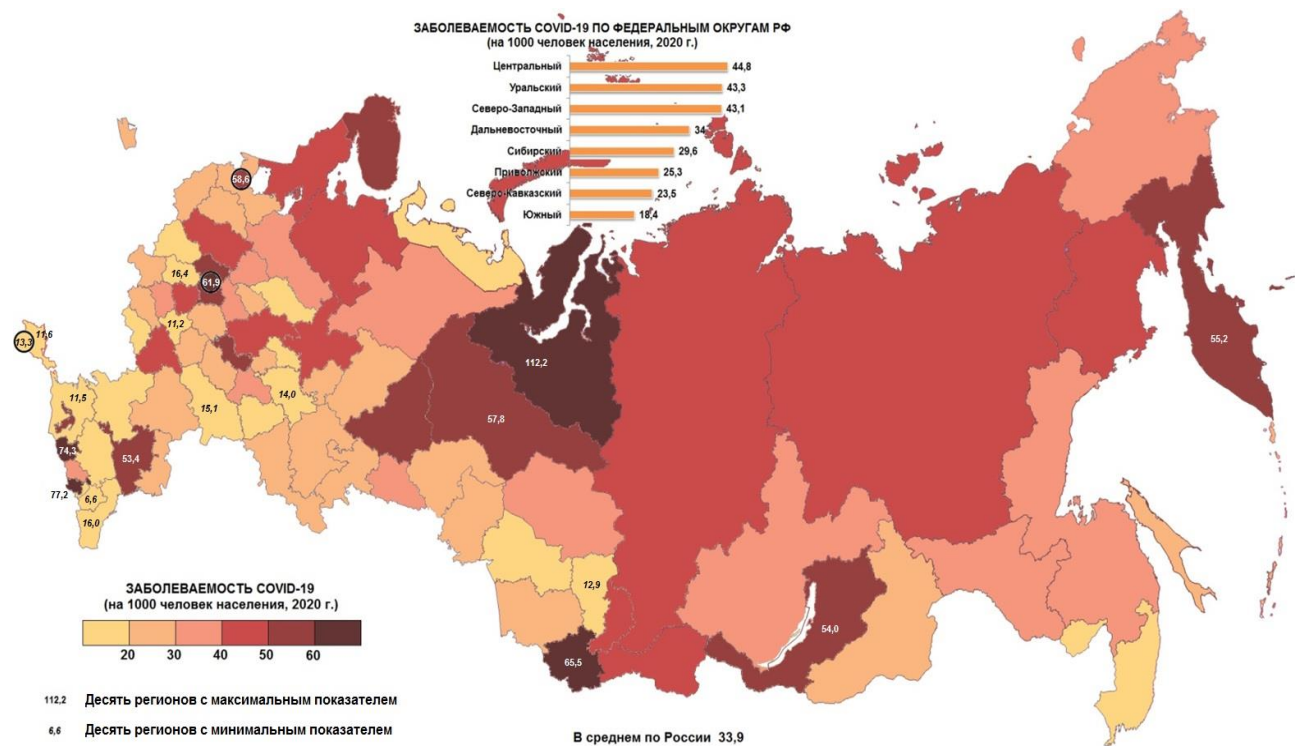 ЗАБОЛЕВАЕМОСТЬ COVID-19 ПО ФЕДЕРАЛЬНЫМ ОКРУГАМ РФ
(на 1000 человек населения, 2020 г.)
Центральный 44,8
Уральский 43,3
Северо-Западный 43,1
Дальневосточный 34
Сибирский 29,6
Приволжский 25,3
Северо-Кавказский 23,5
Южный 18,4
58,6
16,4
61,9
11,2
11,6
13,3
112,2
55,2
11,5
14,0
15,1
57,8
74,3
53,4
77,2
6,6
16,0
12,9
54,0
65,5
ЗАБОЛЕВАЕМОСТЬ COVID-19
(на 1000 человек населения, 2020 г.)
20 30 40 50 60
112,2 Десять регионов с максимальным показателем
6,6 Десять регионов с минимальным показателем
В среднем по России 33,9